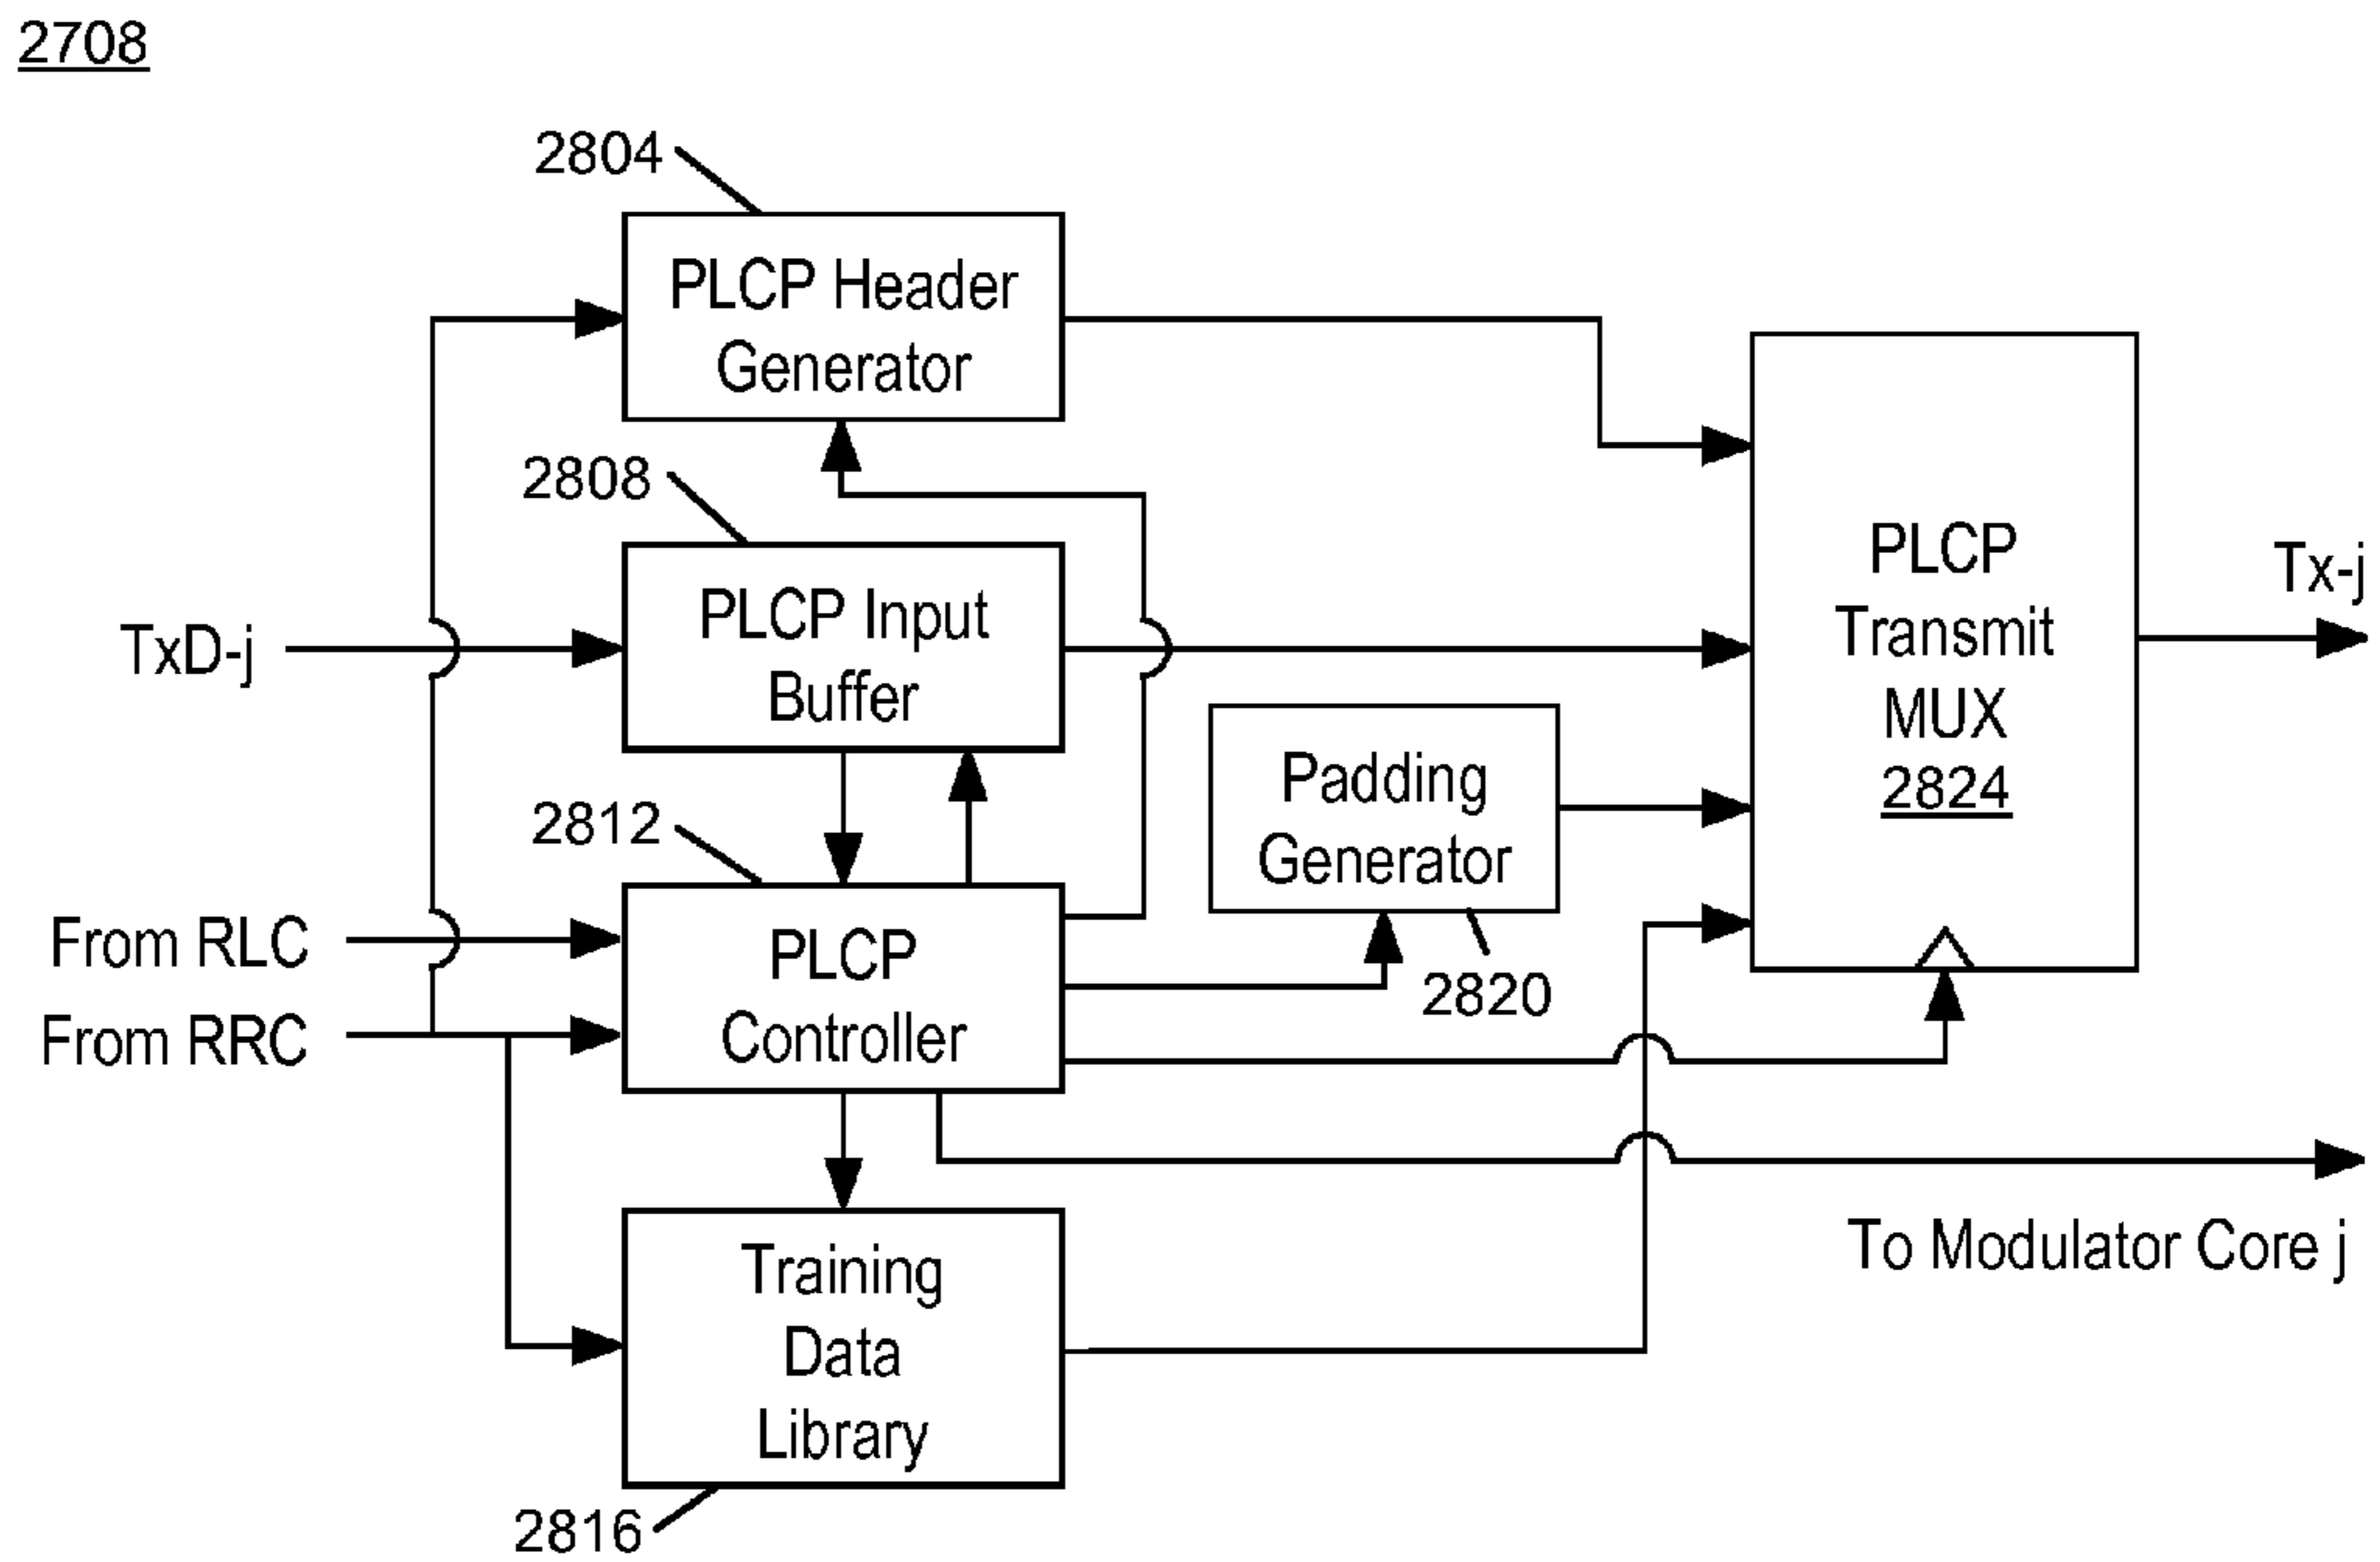 2708
2804
PLCP Header
Generator
2808
PLCP Input
Buffer
TxD-j
PLCP
Transmit
MUX
2824
Tx-j
Padding
Generator
2820
2812
From RLC
From RRC
PLCP
Controller
To Modulator Core j
Training
Data
Library
2816